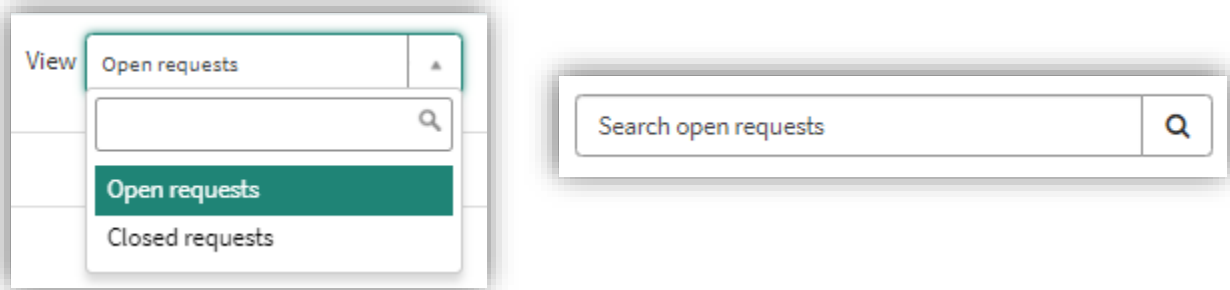 View Open requests
Open requests
Closed requests
Search open requests